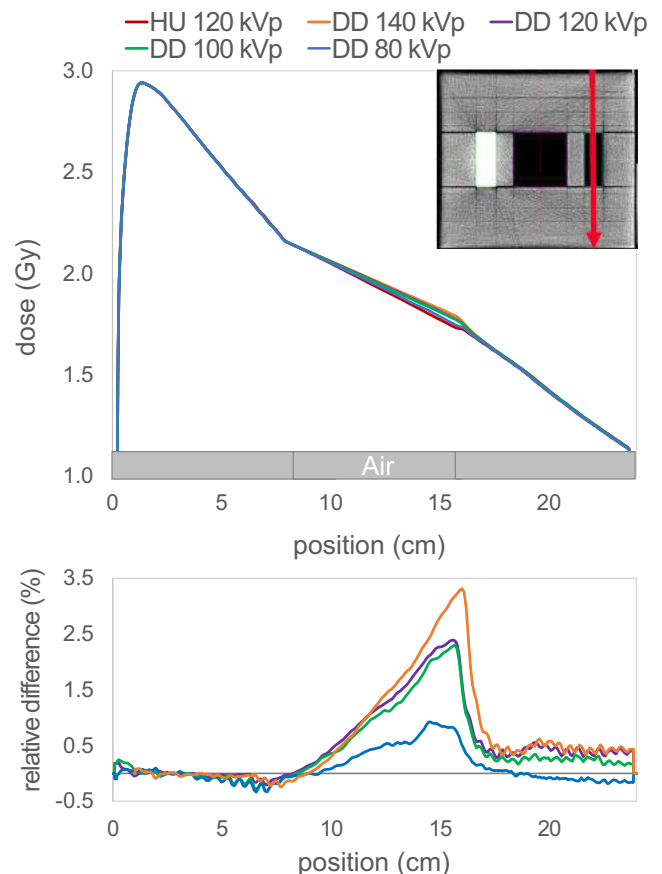 HU 120 kVp DD 140 kVp DD 120 kVp
DD 100 kVp DD 80 kVp
3.0
2.5
2.0
1.5
1.0
dose (Gy)
Air
0 5 10 15 20
position (cm)
3.5
2.5
1.5
0.5
-0.5
relative difference (%)
0 5 10 15 20
position (cm)